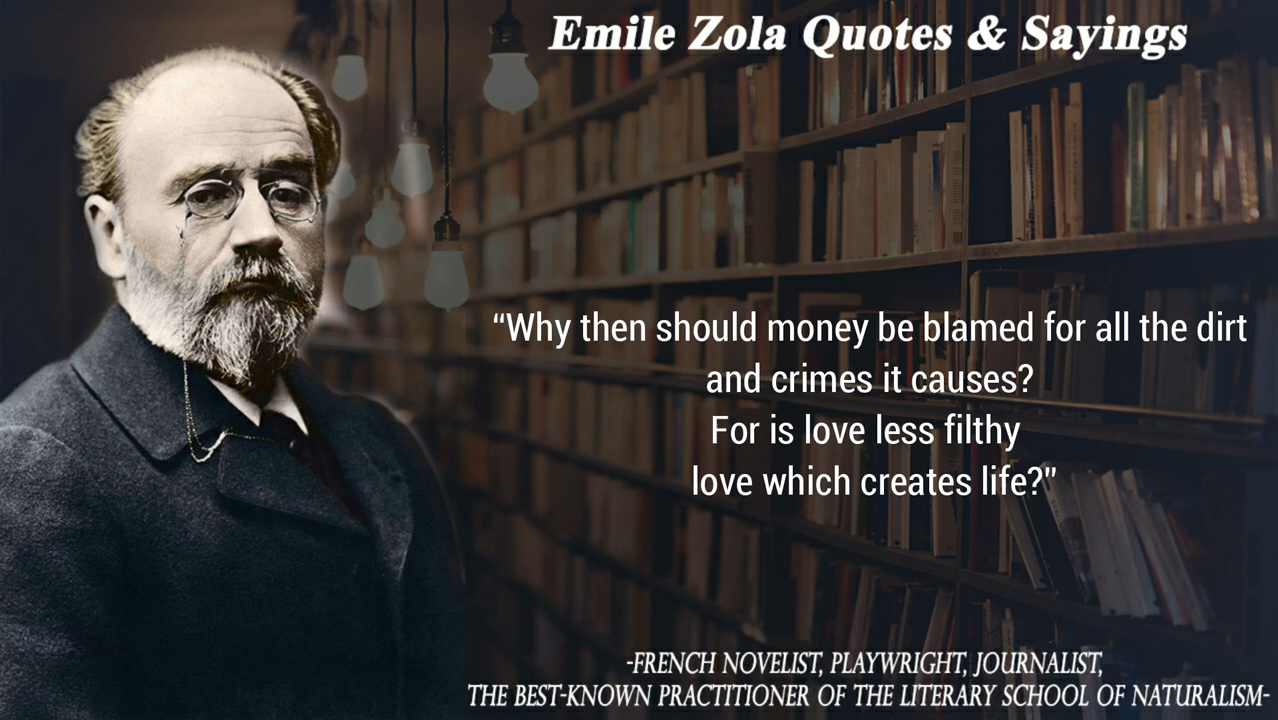 Emile Zola Quotes & Sayings
“Why then should money be blamed for all the dirt
and crimes it causes?
For is love less filthy
love which creates life?”
-FRENCH NOVELIST, PLAYWRIGHT, JOURNALIST,
THE BEST-KNOWN PRACTITIONER OF THE LITERARY SCHOOL OF NATURALISM-